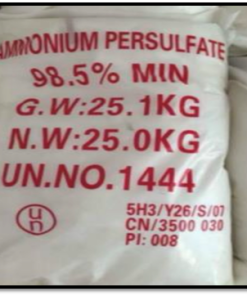 AMMONIUM PERSULFATE
98.5% MIN
G.W:25.1KG
N.W:25.0KG
UN.NO.1444
un
5H3/Y26/S/07
CN/3500 030
PI: 008